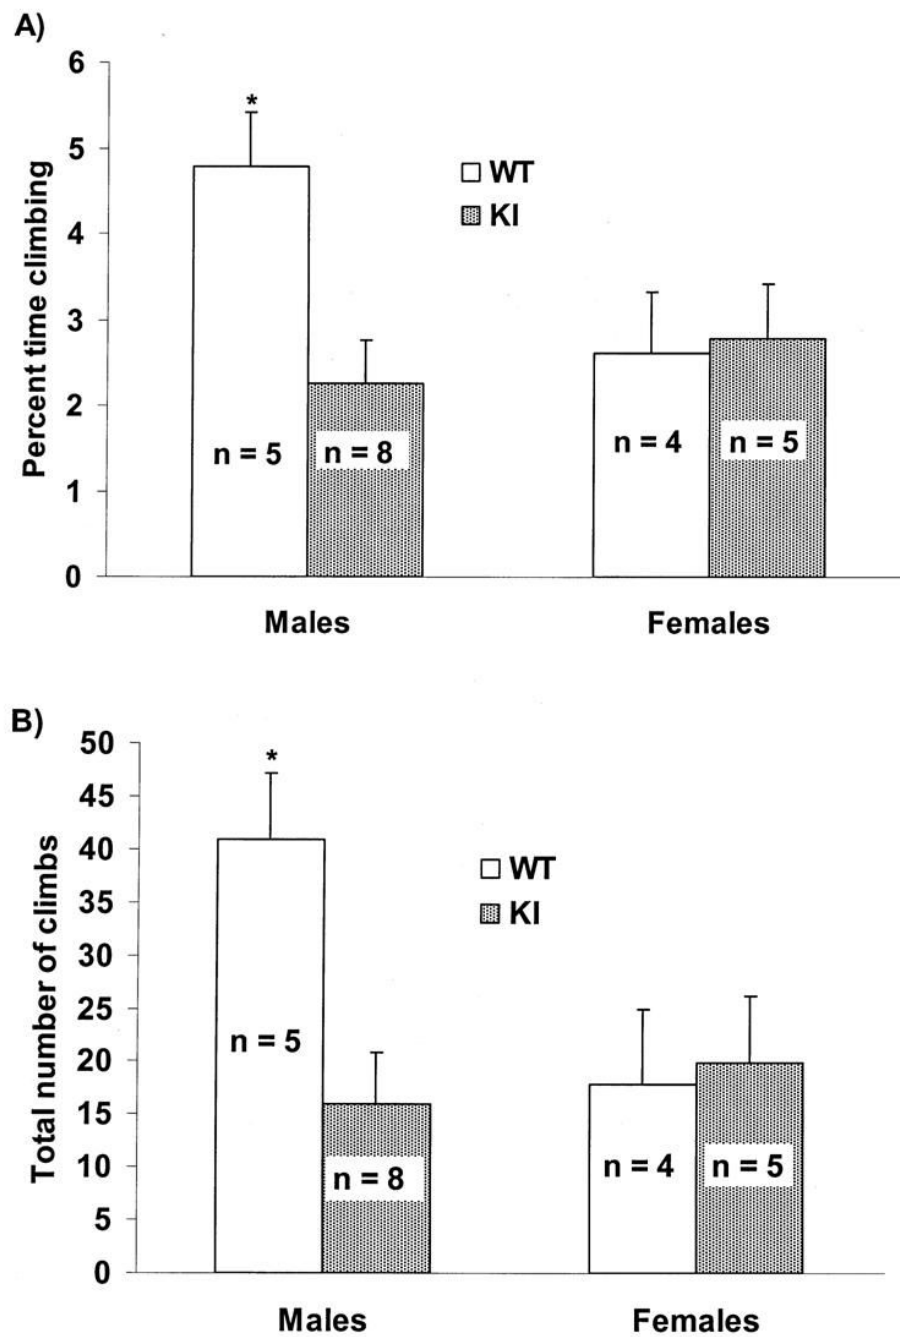 A)
6
*
5
WT
KI
4
3
2
1
0
Percent time climbing
n = 5
n = 8
n = 4
n = 5
Males
Females
B)
50
*
45
40
WT
KI
35
30
25
20
15
10
5
0
Total number of climbs
n = 5
n = 8
n = 4
n = 5
Males
Females